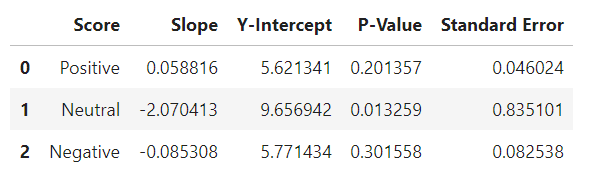 Score Slope Y-Intercept P-Value Standard Error
0 Positive 0.058816 5.621341 0.201357 0.046024
1 Neutral -2.070413 9.656942 0.013259 0.835101
2 Negative -0.085308 5.771434 0.301558 0.082538